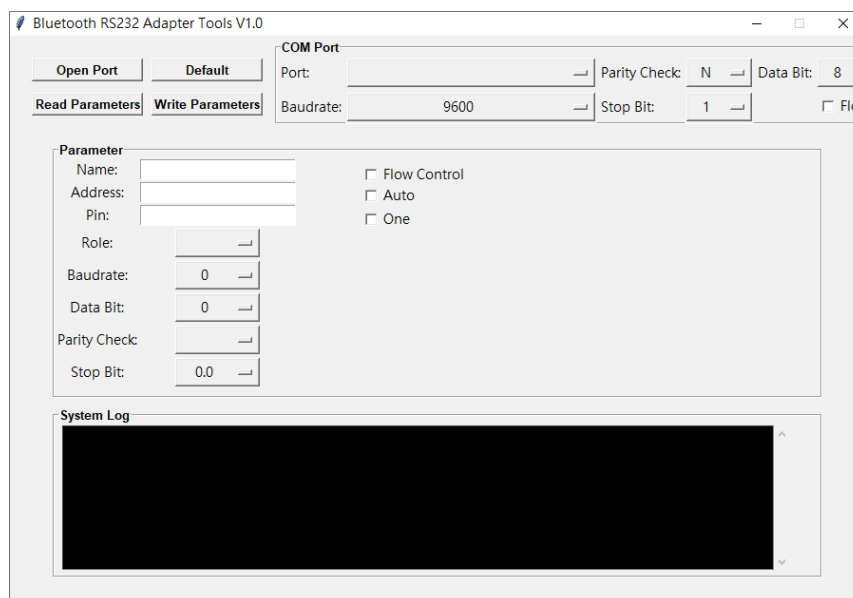 Bluetooth RS232 Adapter Tools V1.0
COM Port
Open Port Default Port: Parity Check: N Data Bit: 8
Read Parameters Write Parameters Baudrate: 9600 Stop Bit: 1
Parameter
Name: Flow Control
Address: Auto
Pin: One
Role:
Baudrate: 0
Data Bit: 0
Parity Check:
Stop Bit: 0.0
System Log